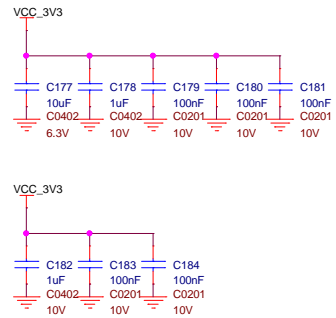 VCC_3V3
C177 C178 C179 C180 C181
10uF 1uF 100nF 100nF 100nF
C0402 C0402 C0201 C0201 C0201
6.3V 10V 10V 10V 10V
VCC_3V3
C182 C183 C184
1uF 100nF 100nF
C0402 C0201 C0201
10V 10V 10V